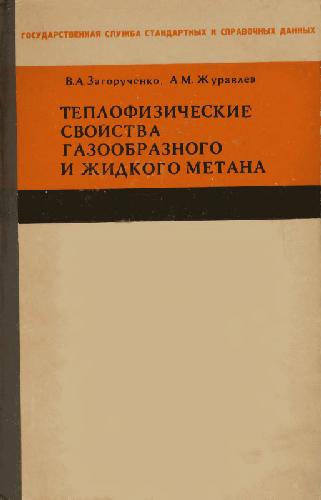 ГОСУДАРСТВЕННАЯ СЛУЖБА СТАНДАРТНЫХ И СПРАВОЧНЫХ ДАННЫХ
В.А.Загорученко, А.М.Журавлев
ТЕПЛОФИЗИЧЕСКИЕ
СВОЙСТВА
ГАЗООБРАЗНОГО
И ЖИДКОГО МЕТАНА